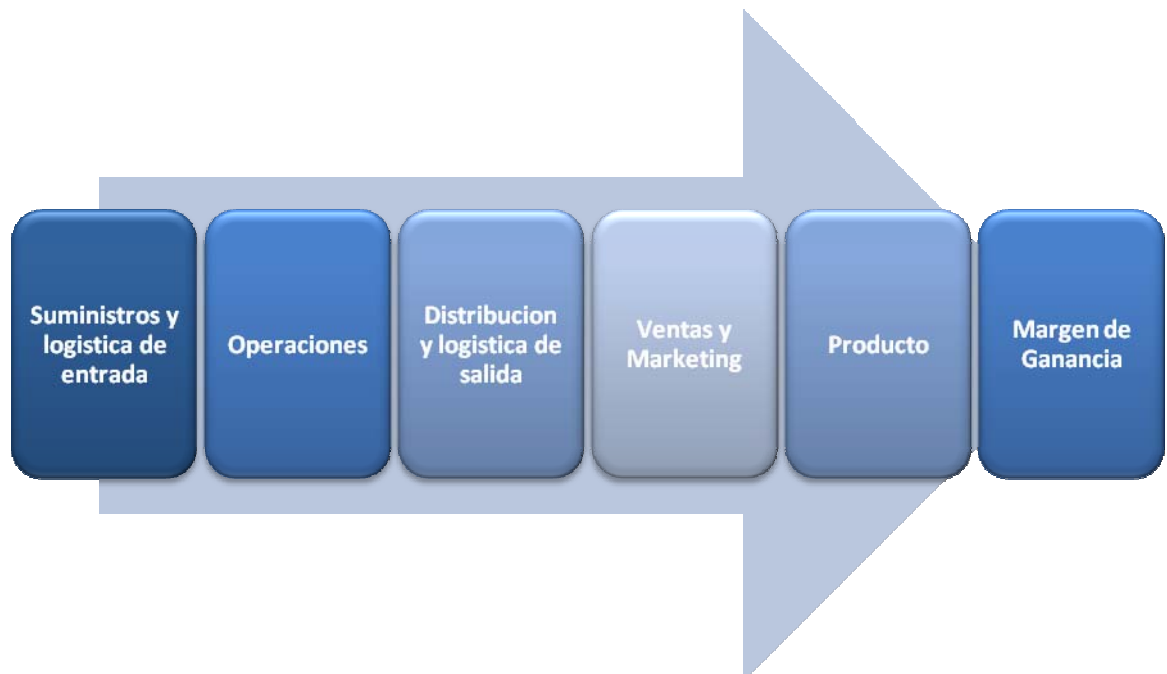 Suministros y
logistica de
entrada
Operaciones
Distribucion
y logistica de
salida
Ventas y
Marketing
Producto
Margen de
Ganancia